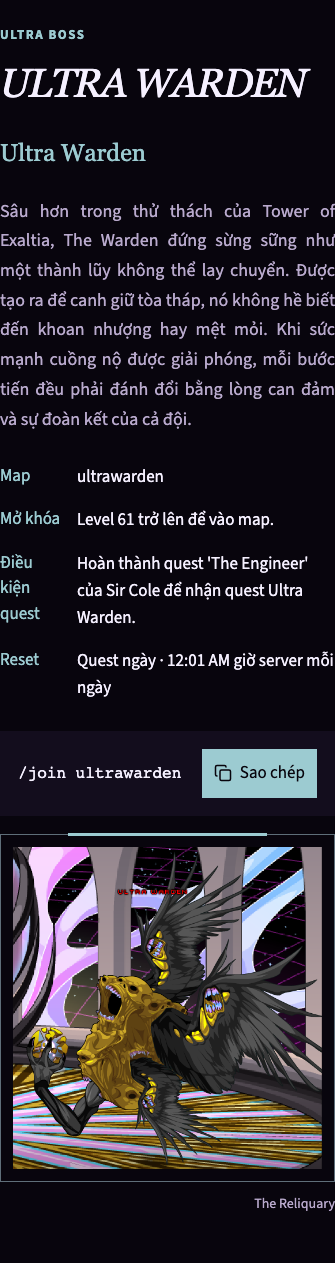 ULTRA BOSS
ULTRA WARDEN
Ultra Warden
Sâu hơn trong thử thách của Tower of
Exaltia, The Warden đứng sừng sững như
một thành lũy không thể lay chuyển. Được
tạo ra để canh giữ tòa tháp, nó không hề biết
đến khoan nhượng hay mệt mỏi. Khi sức
mạnh cuồng nộ được giải phóng, mỗi bước
tiến đều phải đánh đổi bằng lòng can đảm
và sự đoàn kết của cả đội.
Map
ultrawarden
Mở khóa
Level 61 trở lên để vào map.
Điều
kiện
quest
Hoàn thành quest 'The Engineer'
của Sir Cole để nhận quest Ultra
Warden.
Reset
Quest ngày · 12:01 AM giờ server mỗi
ngày
/join ultrawarden
Sao chép
ULTRA WARDEN
The Reliquary